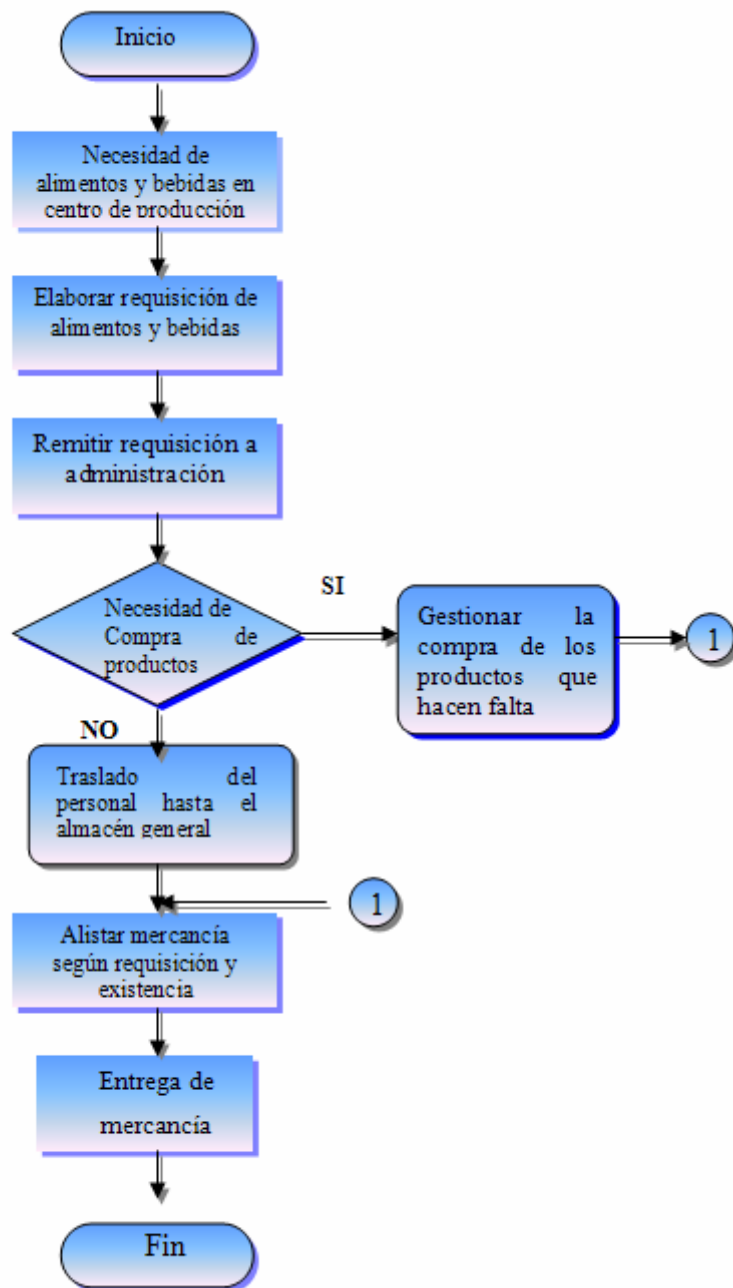 Inicio
Necesidad de
alimentos y bebidas en
centro de producción
Elaborar requisición de
alimentos y bebidas
Remitir requisición a
administración
Necesidad de
Compra de
productos
SI
Gestionar la
compra de los
productos que
hacen falta
1
NO
Traslado del
personal hasta el
almacén general
1
Alistar mercancía
según requisición y
existencia
Entrega de
mercancía
Fin